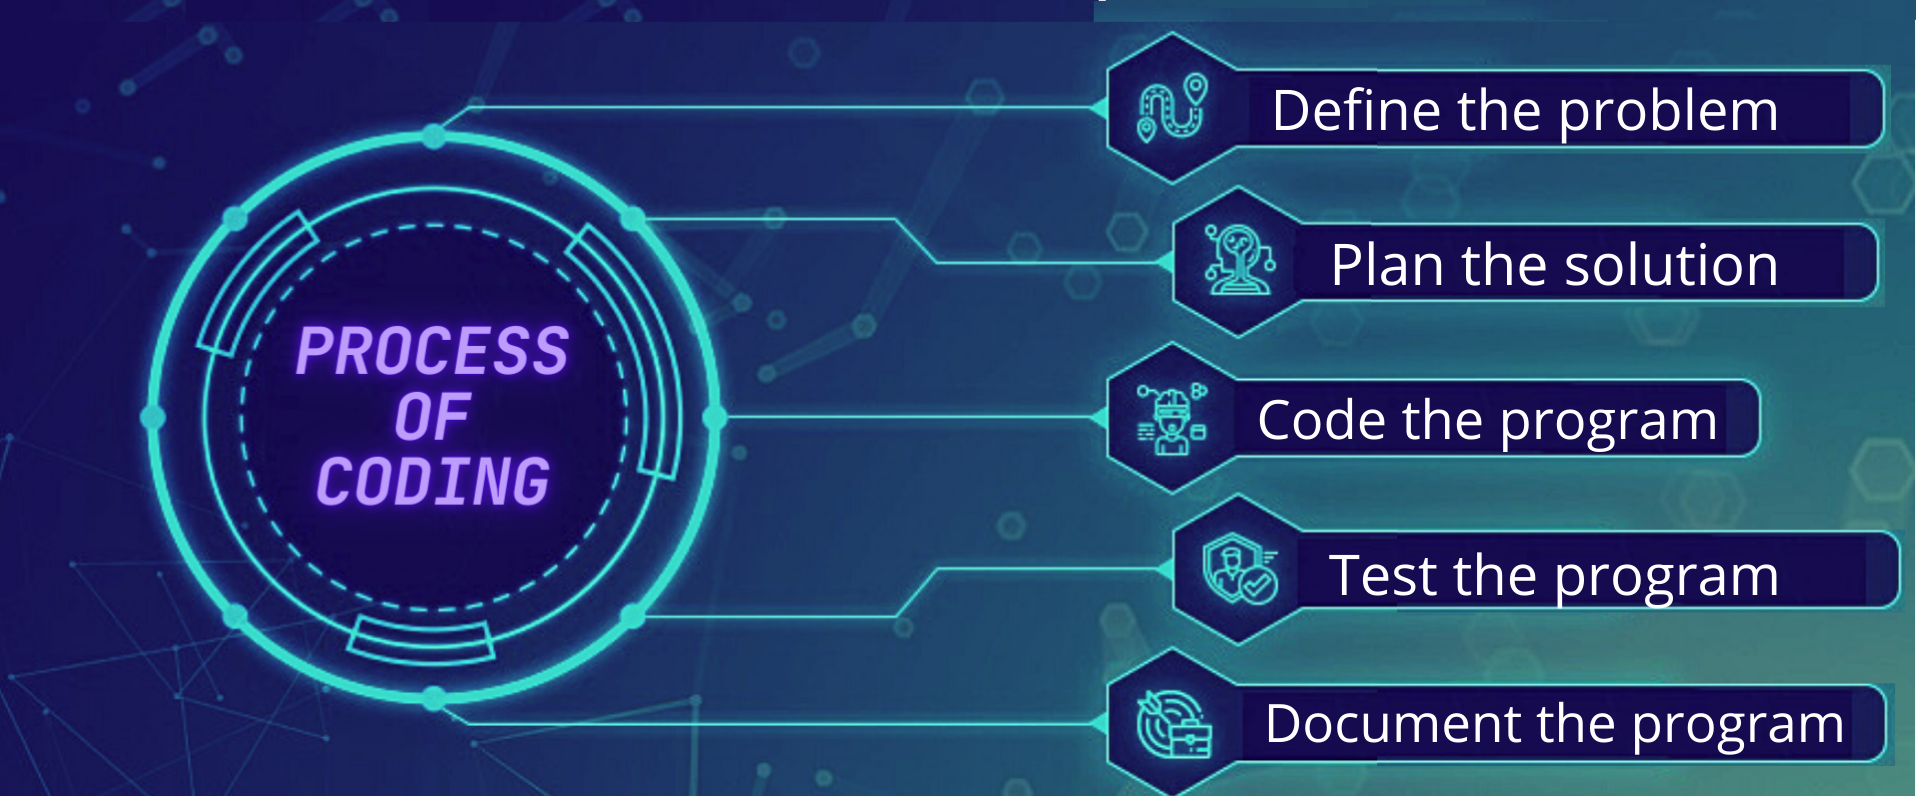 PROCESS
OF
CODING
Define the problem
Plan the solution
Code the program
Test the program
Document the program